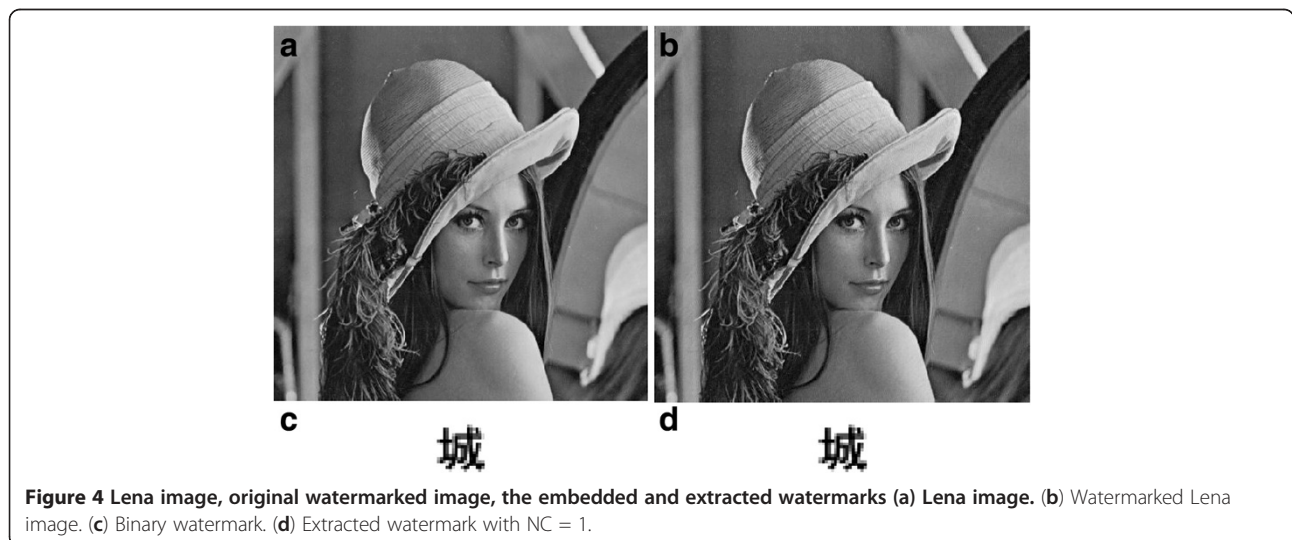 a
b
c
d
城
城
Figure 4 Lena image, original watermarked image, the embedded and extracted watermarks (a) Lena image. (b) Watermarked Lena
image. (c) Binary watermark. (d) Extracted watermark with NC = 1.